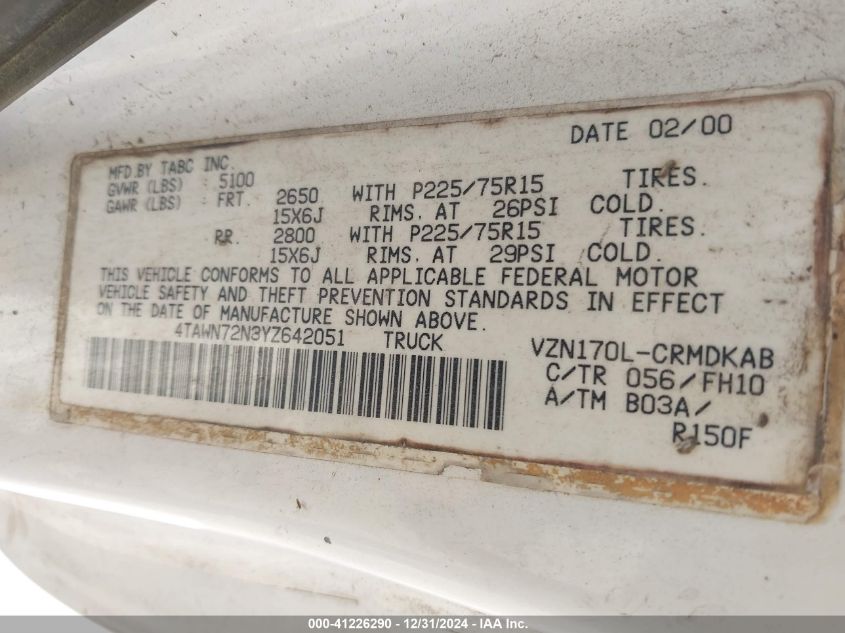 DATE 02/00
MFD.BY TABC INC.
GVWR (LBS) : 5100
GAWR (LBS) : FRT. 2650 WITH P225/75R15 TIRES.
15X6J RIMS. AT 26PSI COLD.
RR. 2800 WITH P225/75R15 TIRES.
15X6J RIMS. AT 29PSI COLD.
THIS VEHICLE CONFORMS TO ALL APPLICABLE FEDERAL MOTOR
VEHICLE SAFETY AND THEFT PREVENTION STANDARDS IN EFFECT
ON THE DATE OF MANUFACTURE SHOWN ABOVE.
4TAWN72N3YZ642051 TRUCK
VZN170L-CRMDKAB
C/TR 056/FH10
A/TM B03A/
R150F
000-41226290 - 12/31/2024 - IAA Inc.